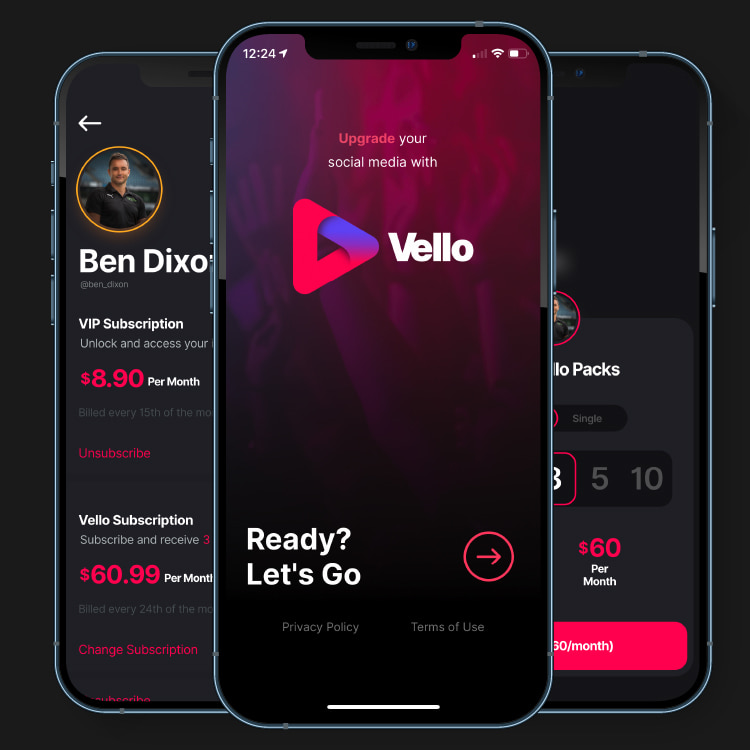 Ben Dixo
@ben_dixon
VIP Subscription
Unlock and access your
$8.90 Per Month
Billed every 15th of the mo
Unsubscribe
Vello Subscription
Subscribe and receive 3
$60.99 Per Month
Billed every 24th of the mo
Change Subscription
12:24
Upgrade your
social media with
Vello
Ready?
Let's Go
Privacy Policy
Terms of Use
llo Packs
Single
3 5 10
$60
Per
Month
60/month)